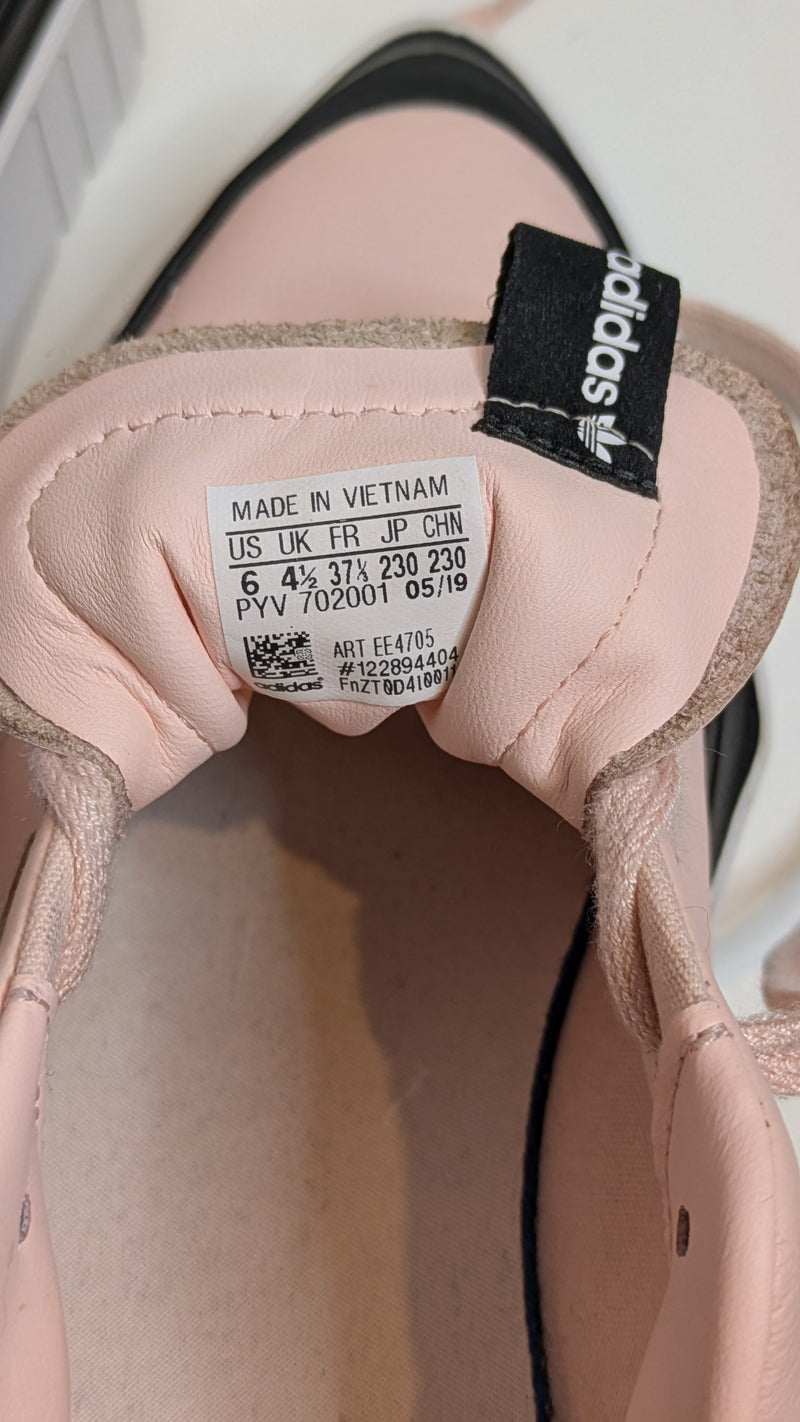 adidas
MADE IN VIETNAM
US UK FR JP CHN
6 4½ 37⅓ 230 230
PYV 702001 05/19
ART EE4705
#122894404
adidas